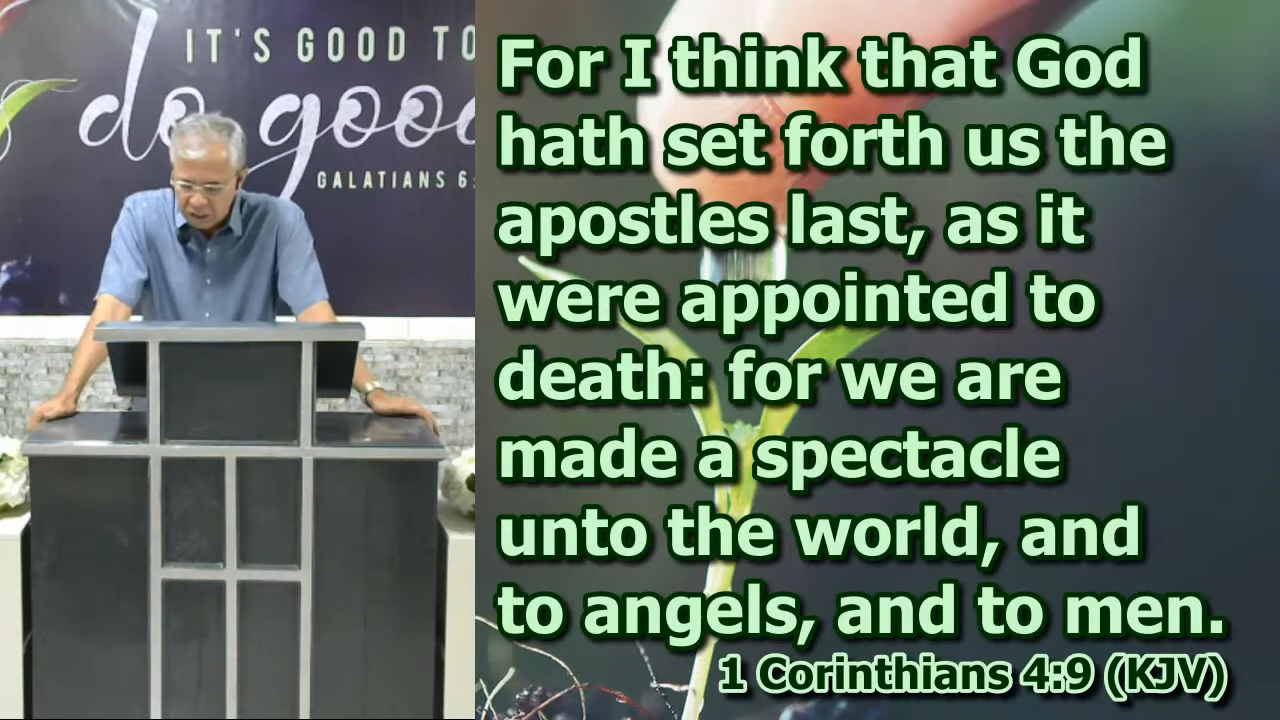 IT'S GOOD TO
do good
GALATIANS 6:
For I think that God
hath set forth us the
apostles last, as it
were appointed to
death: for we are
made a spectacle
unto the world, and
to angels, and to men.
1 Corinthians 4:9 (KJV)